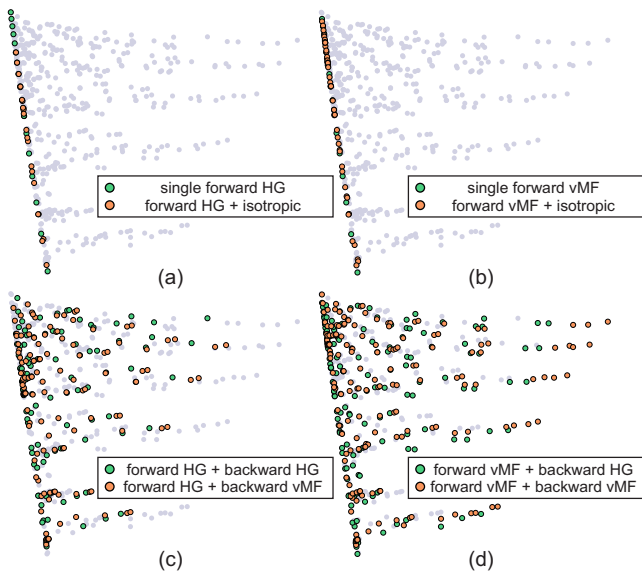 single forward HG
forward HG + isotropic
(a)
single forward vMF
forward vMF + isotropic
(b)
forward HG + backward HG
forward HG + backward vMF
(c)
forward vMF + backward HG
forward vMF + backward vMF
(d)